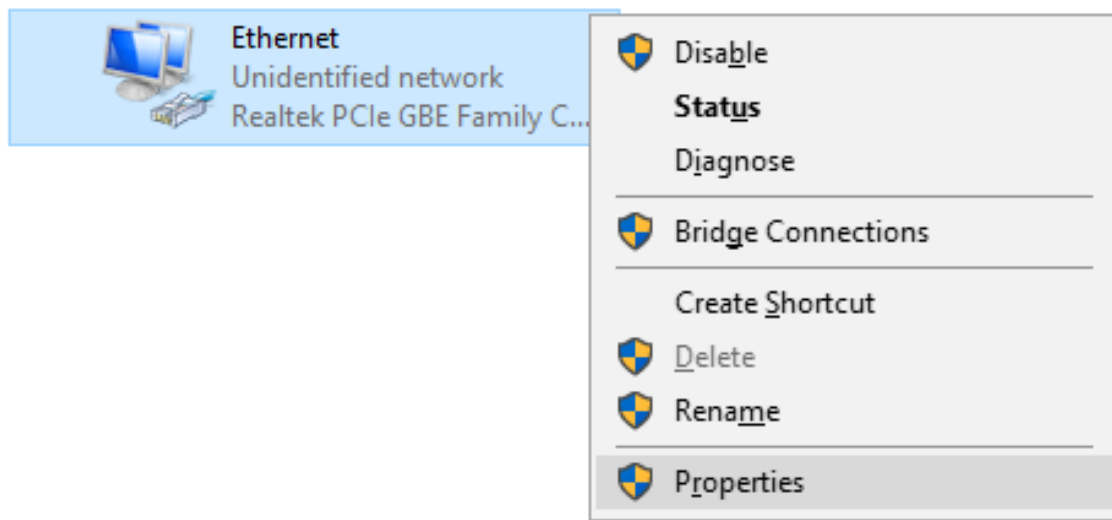 Ethernet
Unidentified network
Realtek PCIe GBE Family C...
Disable
Status
Diagnose
Bridge Connections
Create Shortcut
Delete
Rename
Properties